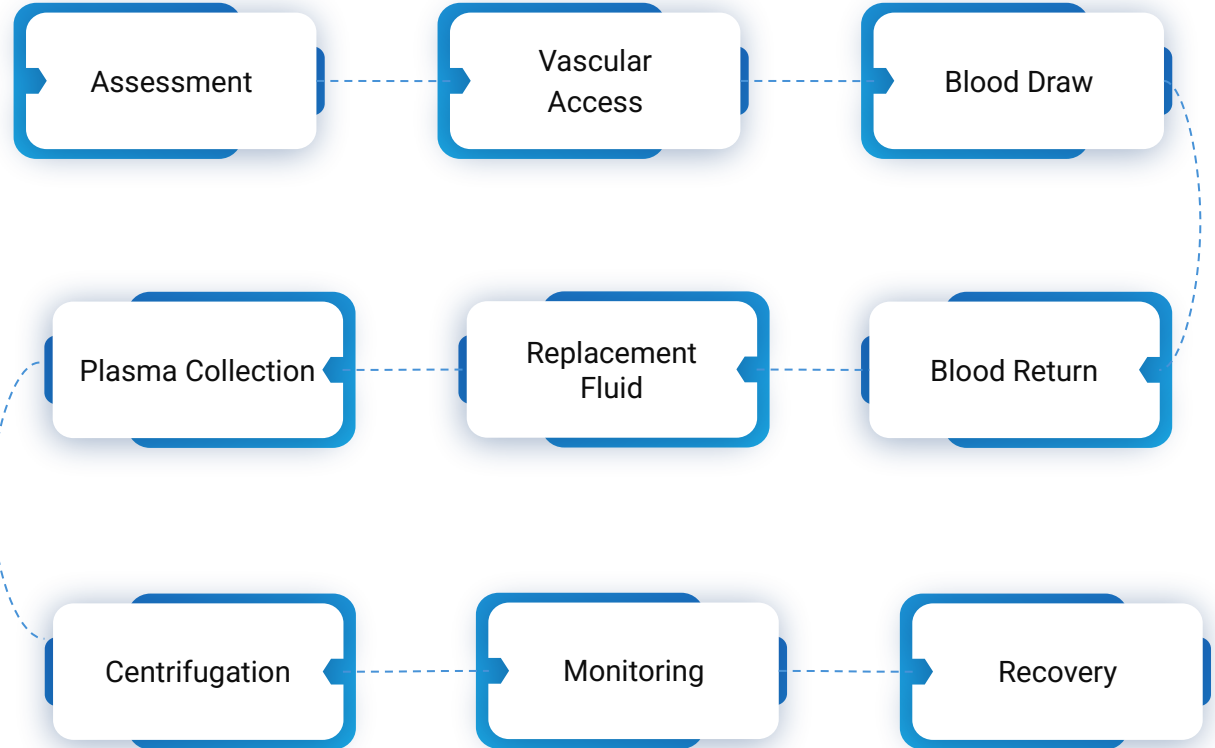 Assessment
Vascular
Access
Blood Draw
Plasma Collection
Replacement
Fluid
Blood Return
Centrifugation
Monitoring
Recovery